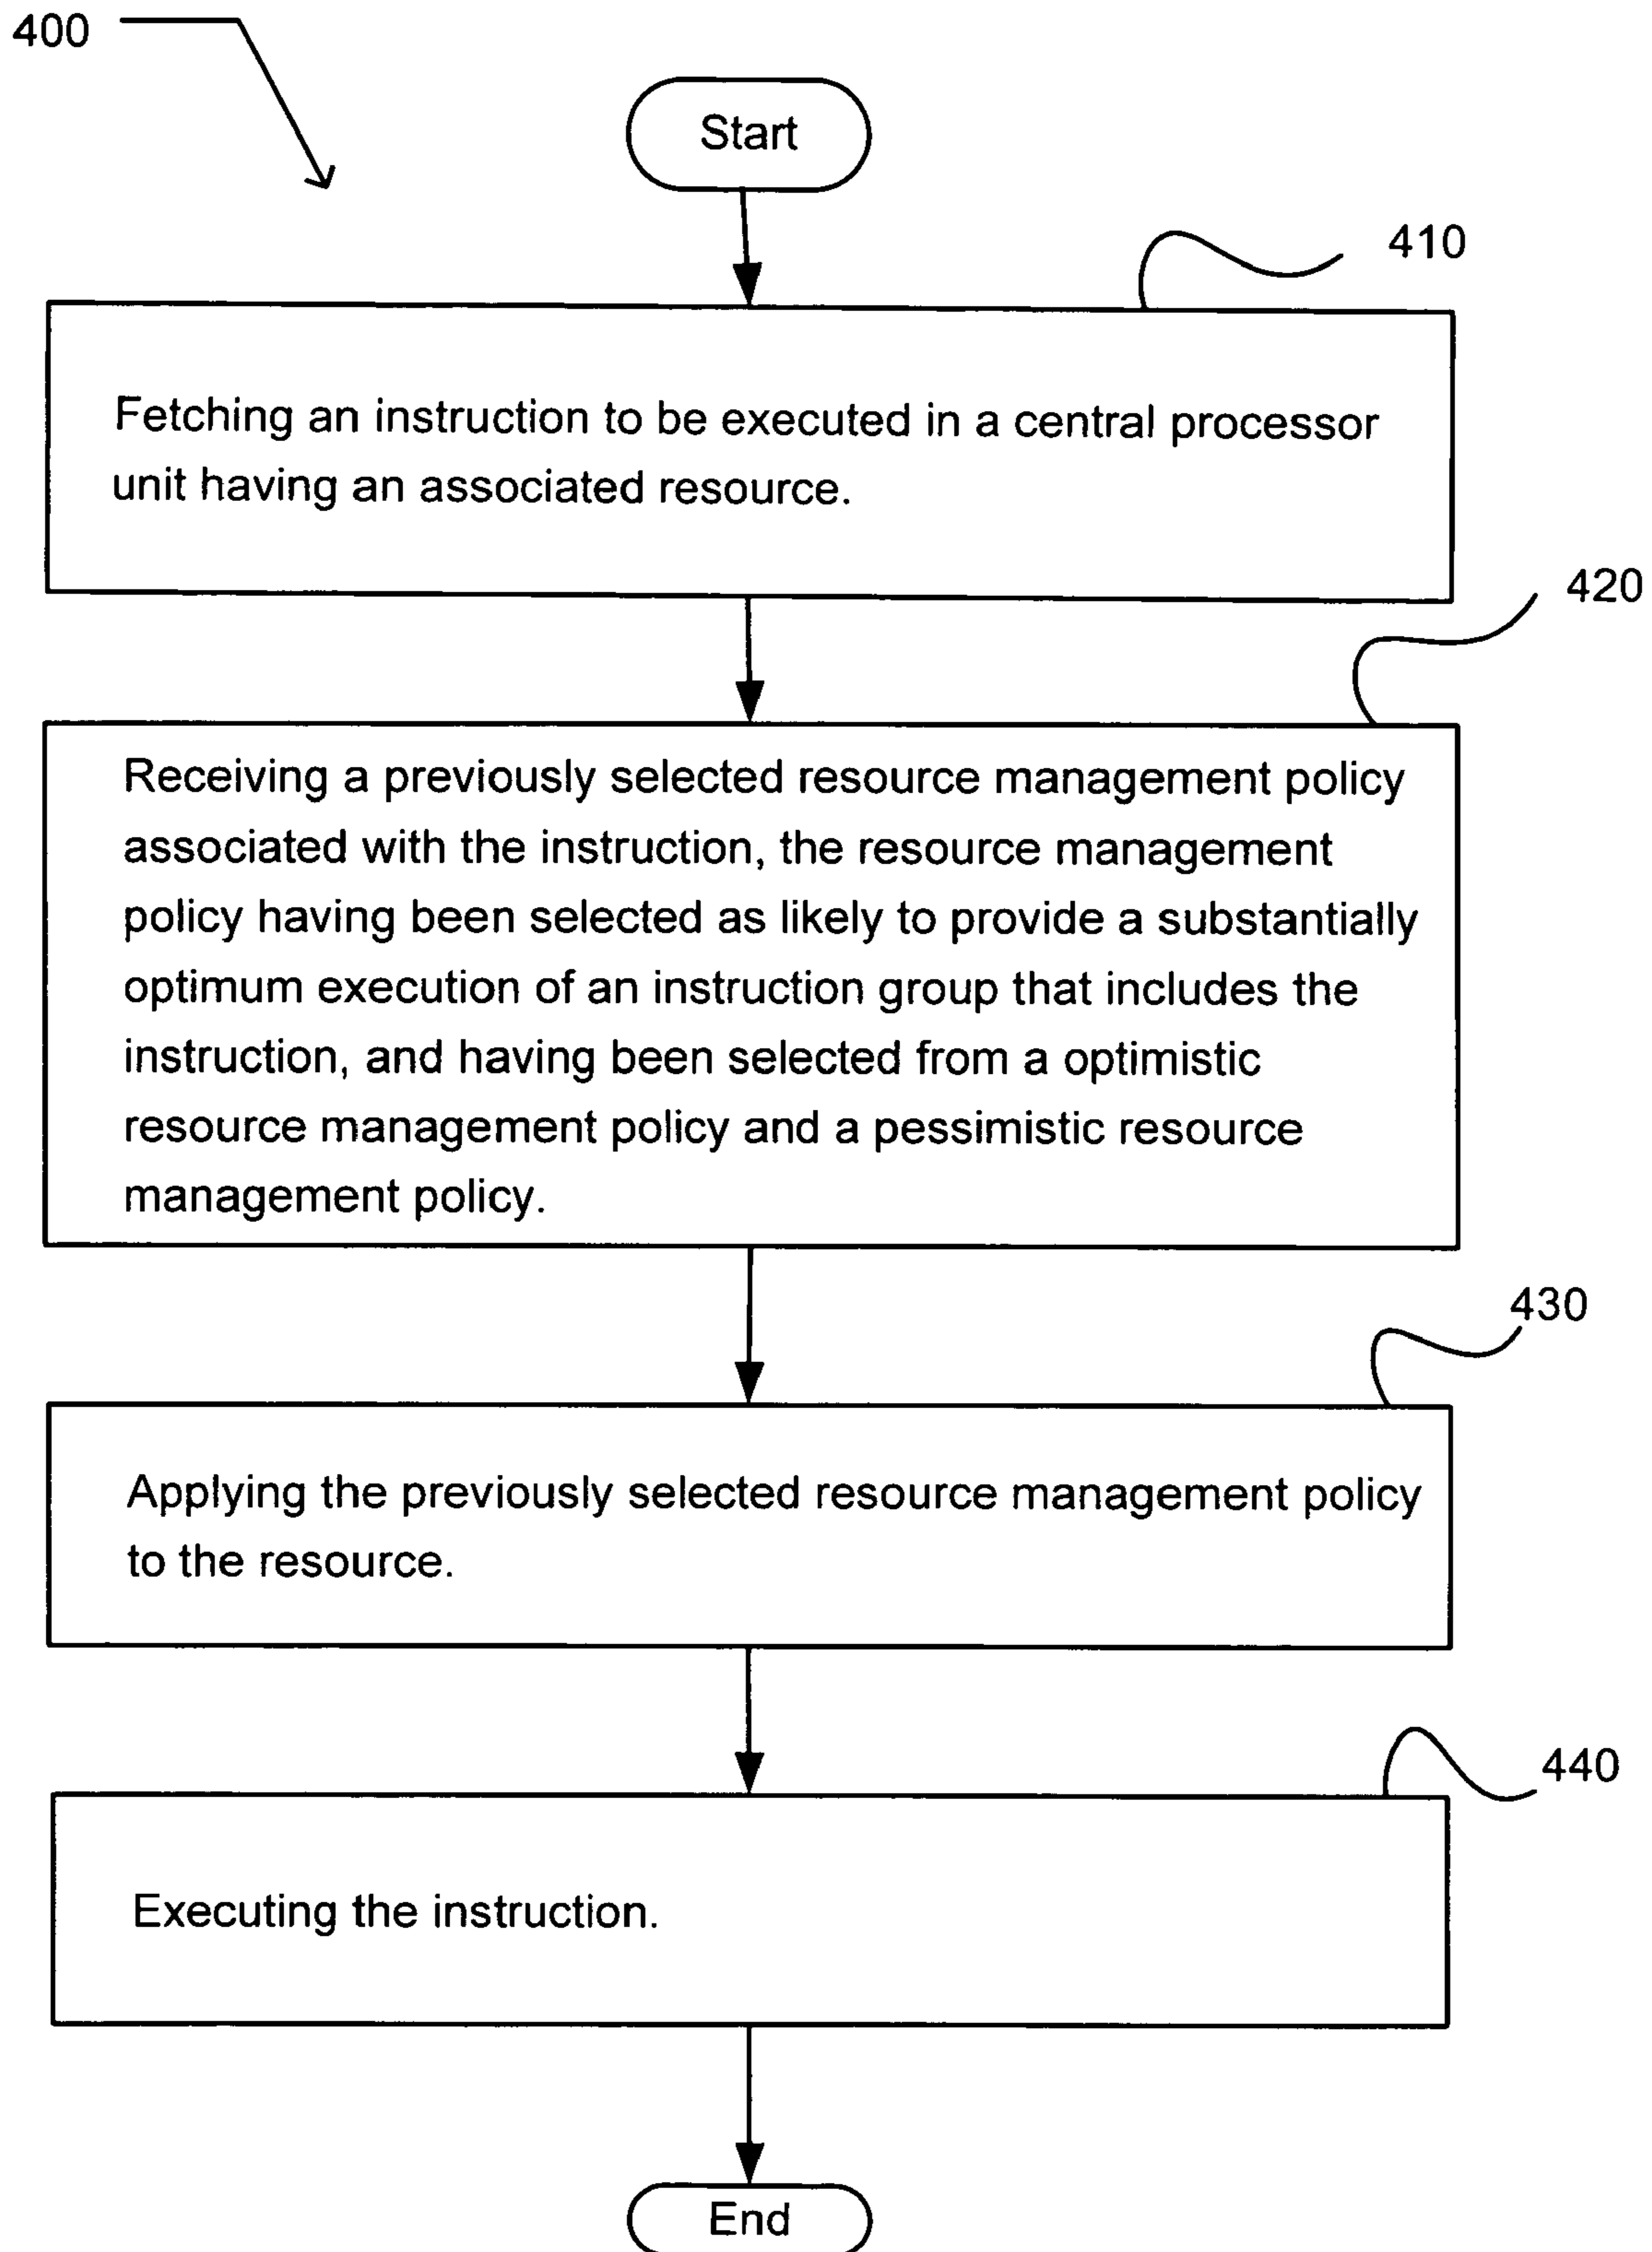 400
Start
410
Fetching an instruction to be executed in a central processor
unit having an associated resource.
420
Receiving a previously selected resource management policy
associated with the instruction, the resource management
policy having been selected as likely to provide a substantially
optimum execution of an instruction group that includes the
instruction, and having been selected from a optimistic
resource management policy and a pessimistic resource
management policy.
430
Applying the previously selected resource management policy
to the resource.
440
Executing the instruction.
End